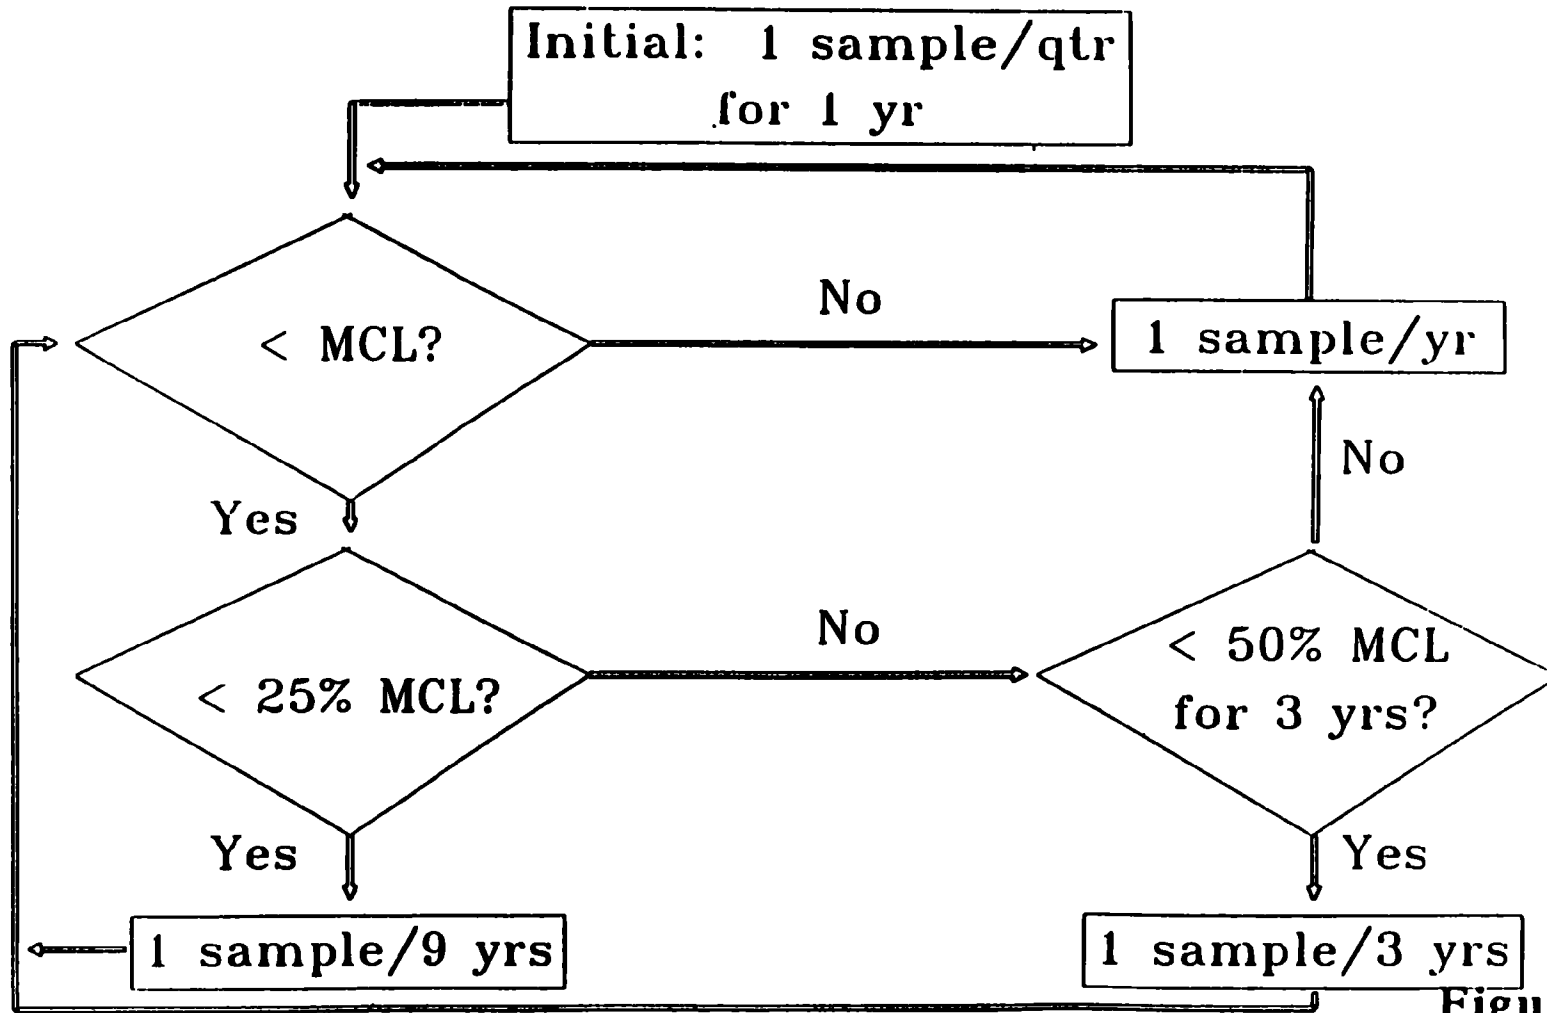 Initial: 1 sample/qtr
for 1 yr
< MCL?
No
1 sample/yr
Yes
No
< 25% MCL?
No
< 50% MCL
for 3 yrs?
Yes
Yes
1 sample/9 yrs
1 sample/3 yrs
Figu